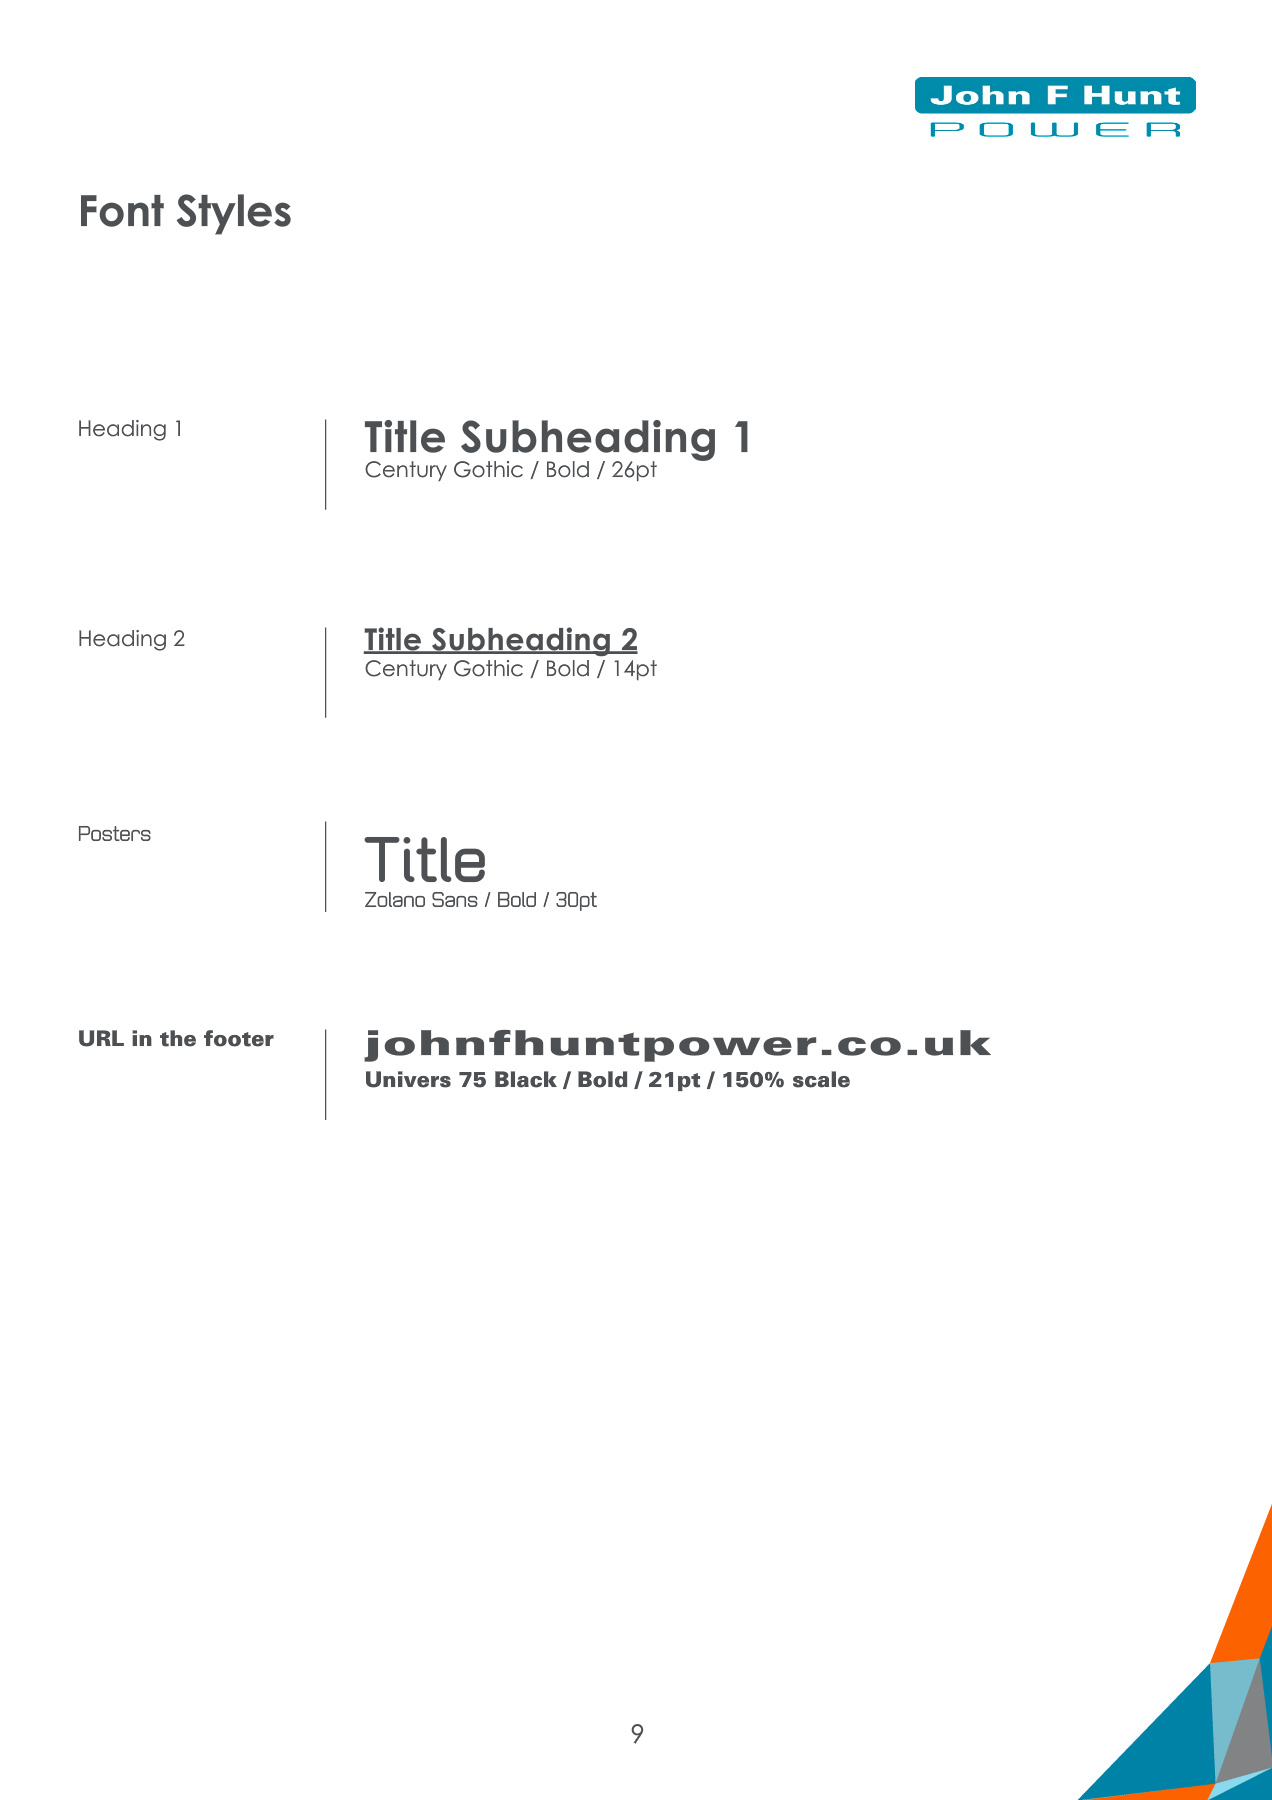 John F Hunt
POWER
Font Styles
Heading 1
Title Subheading 1
Century Gothic / Bold / 26pt
Heading 2
Title Subheading 2
Century Gothic / Bold / 14pt
Posters
Title
Zolano Sans / Bold / 30pt
URL in the footer
johnfhuntpower.co.uk
Univers 75 Black / Bold / 21pt / 150% scale
9